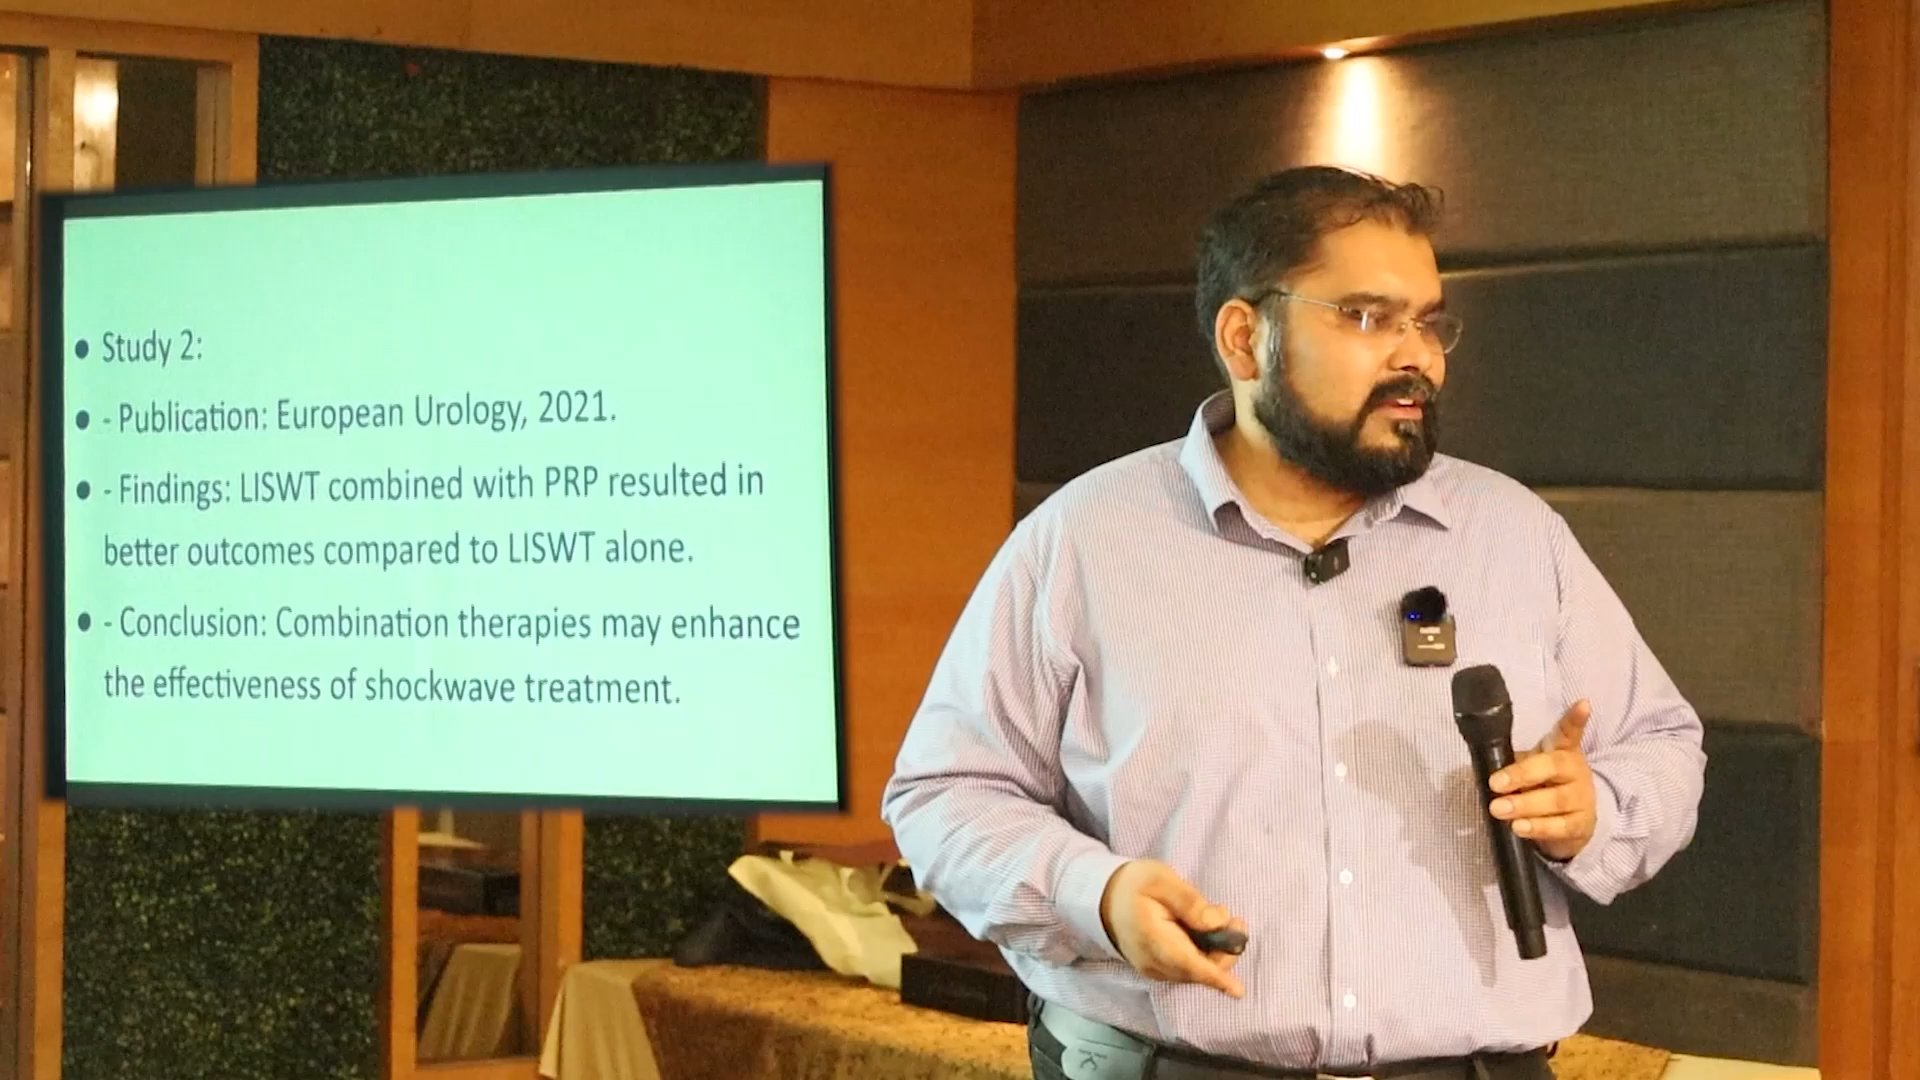 • Study 2:
• - Publication: European Urology, 2021.
• - Findings: LISWT combined with PRP resulted in
better outcomes compared to LISWT alone.
• - Conclusion: Combination therapies may enhance
the effectiveness of shockwave treatment.